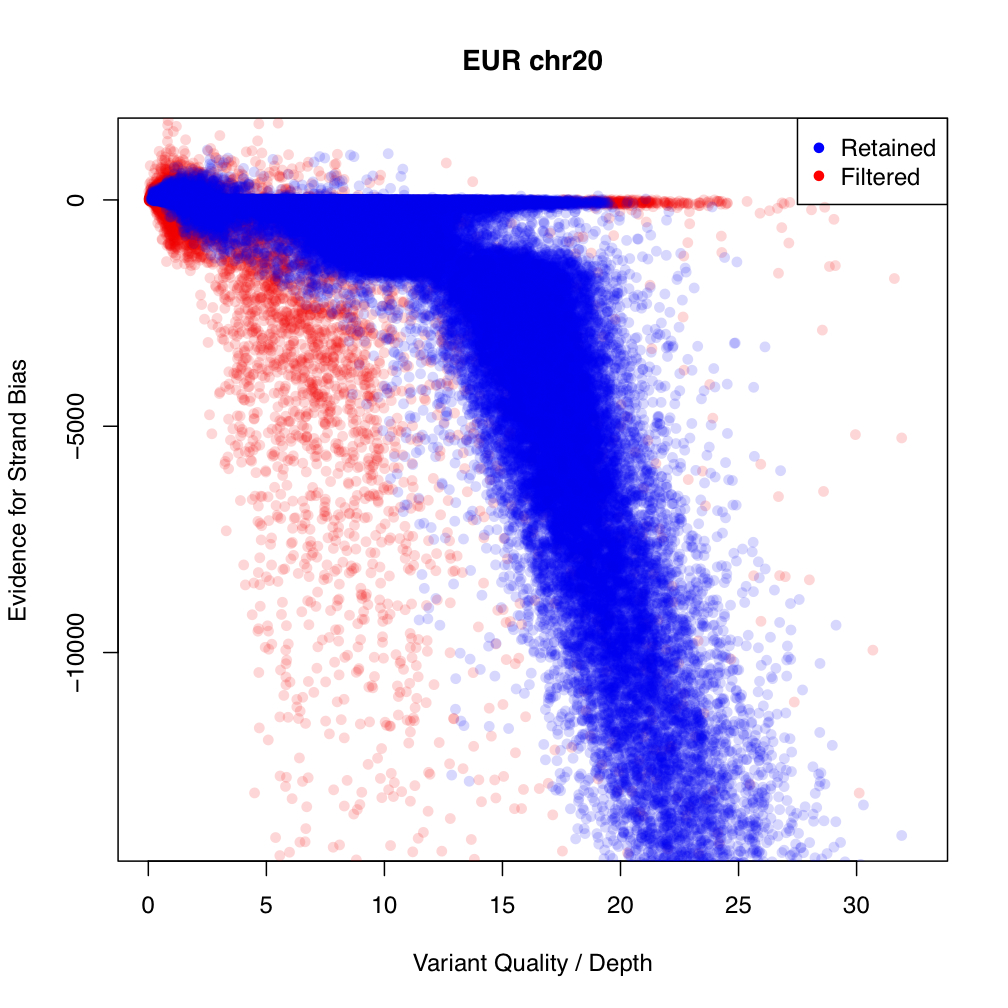 EUR chr20
Retained
Filtered
0
−5000
−10000
Evidence for Strand Bias
0 5 10 15 20 25 30
Variant Quality / Depth